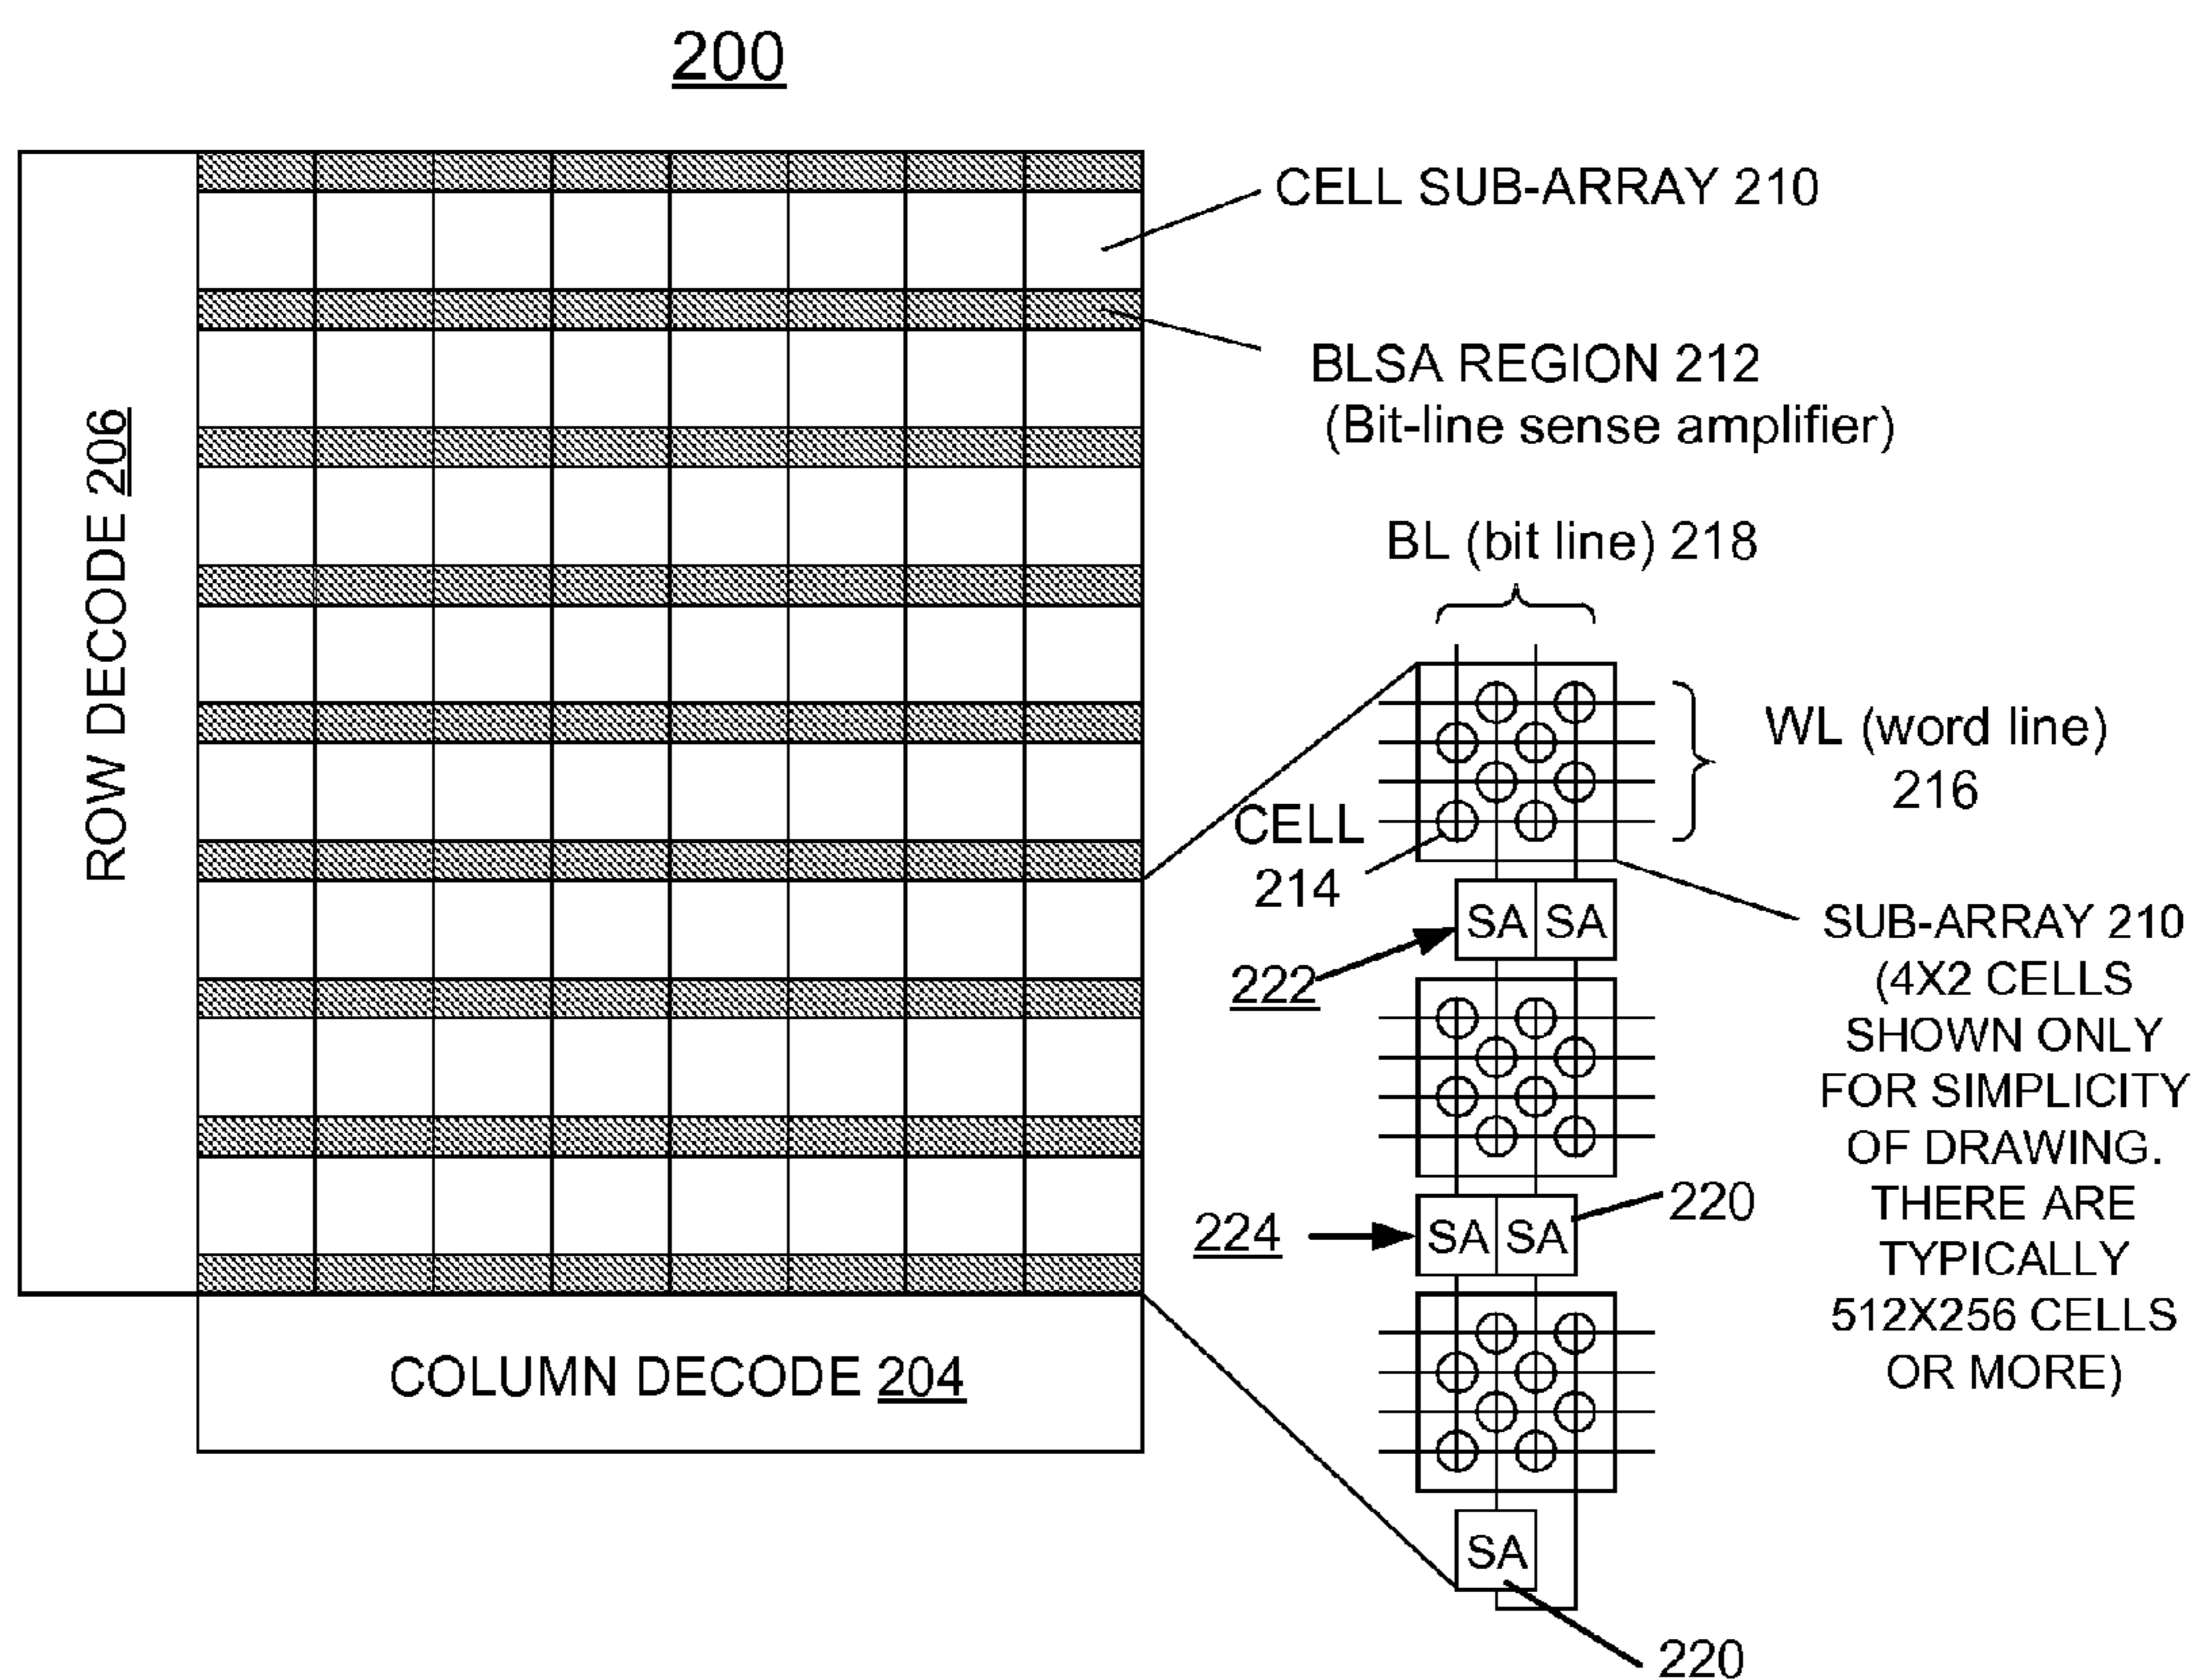 200
CELL SUB-ARRAY 210
BLSA REGION 212
(Bit-line sense amplifier)
ROW DECODE 206
BL (bit line) 218
WL (word line)
216
CELL
214
SA SA
222
SUB-ARRAY 210
(4X2 CELLS
SHOWN ONLY
FOR SIMPLICITY
OF DRAWING.
THERE ARE
TYPICALLY
512X256 CELLS
OR MORE)
220
224
SA SA
COLUMN DECODE 204
SA
220